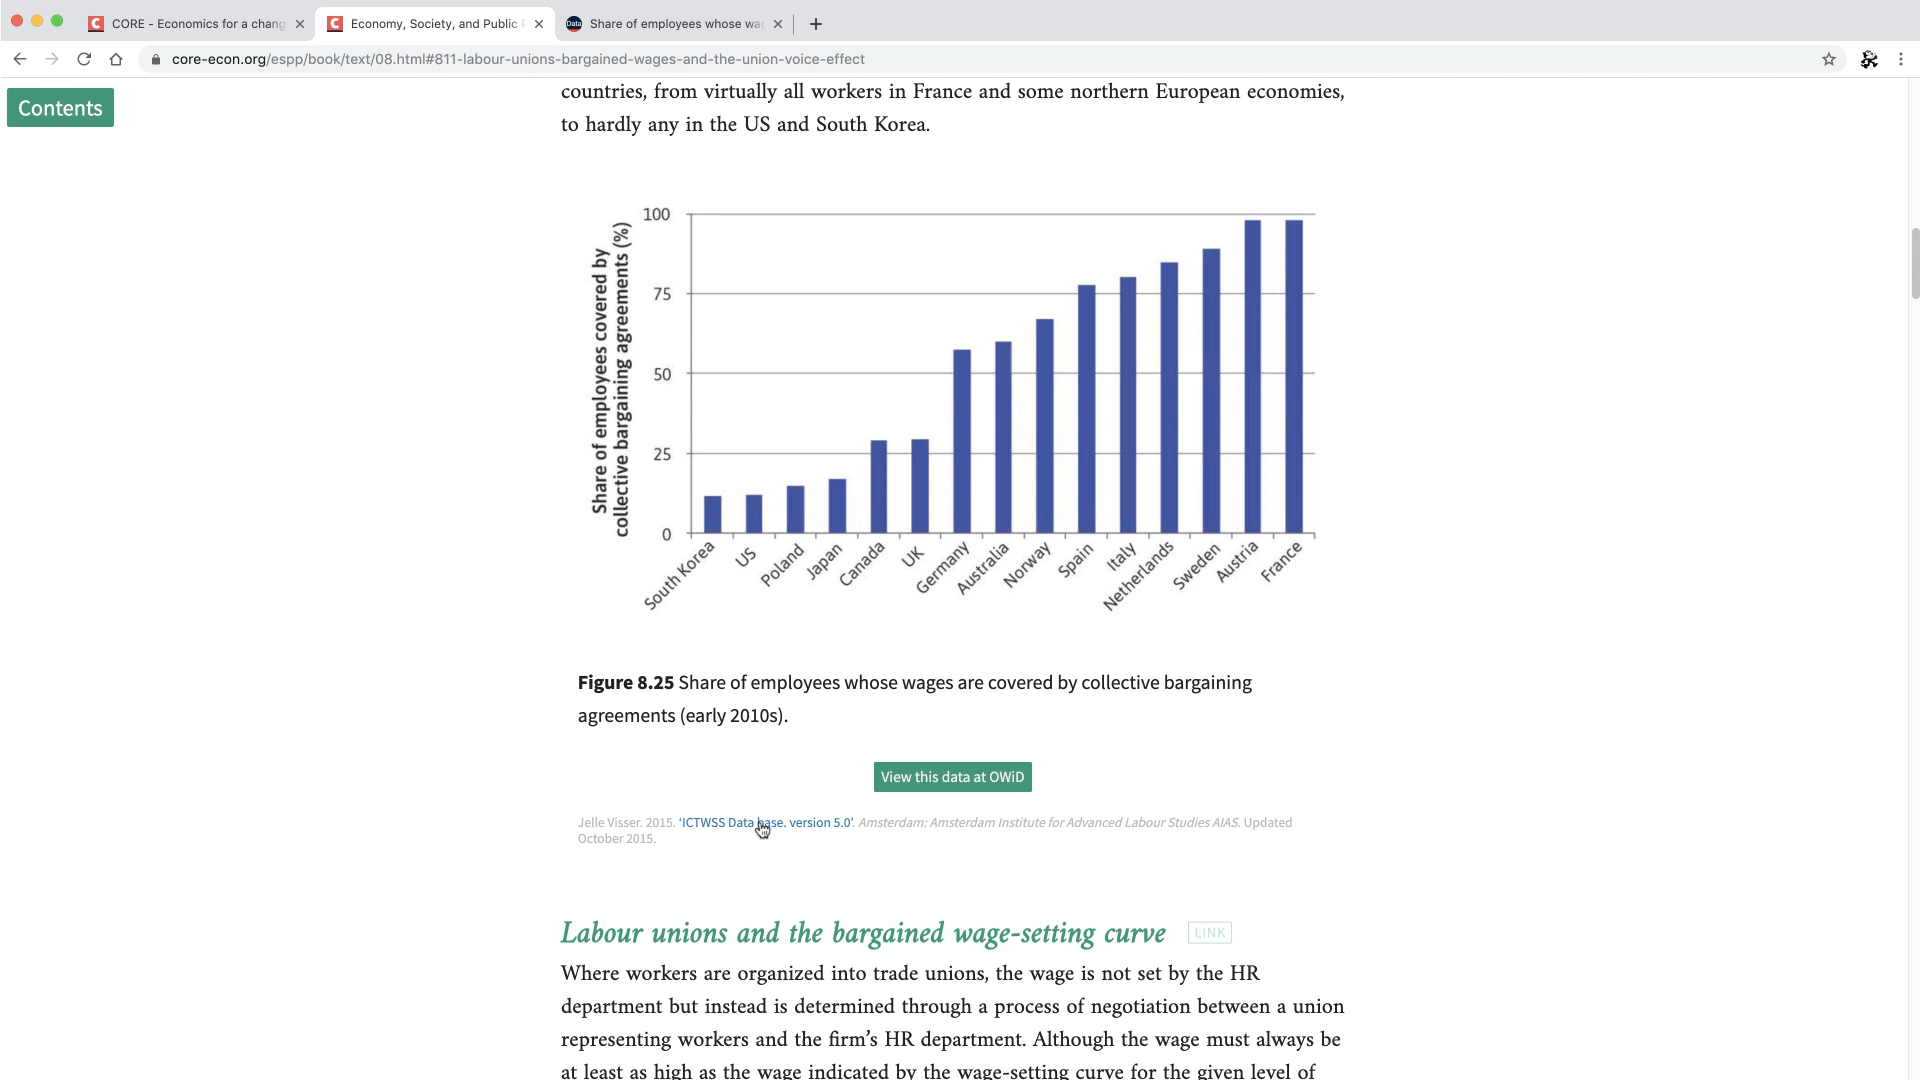 CORE - Economics for a chang
Economy, Society, and Public
Data
Share of employees whose wa
core-econ.org/espp/book/text/08.html#811-labour-unions-bargained-wages-and-the-union-voice-effect
Contents
countries, from virtually all workers in France and some northern European economies,
to hardly any in the US and South Korea.
Share of employees covered by
collective bargaining agreements (%)
100
75
50
25
0
South Korea
US
Poland
Japan
Canada
UK
Germany
Australia
Norway
Spain
Italy
Netherlands
Sweden
Austria
France
Figure 8.25 Share of employees whose wages are covered by collective bargaining
agreements (early 2010s).
View this data at OWiD
Jelle Visser. 2015. ‘ICTWSS Data base. version 5.0’. Amsterdam: Amsterdam Institute for Advanced Labour Studies AIAS. Updated
October 2015.
Labour unions and the bargained wage-setting curve LINK
Where workers are organized into trade unions, the wage is not set by the HR
department but instead is determined through a process of negotiation between a union
representing workers and the firm’s HR department. Although the wage must always be
at least as high as the wage indicated by the wage-setting curve for the given level of